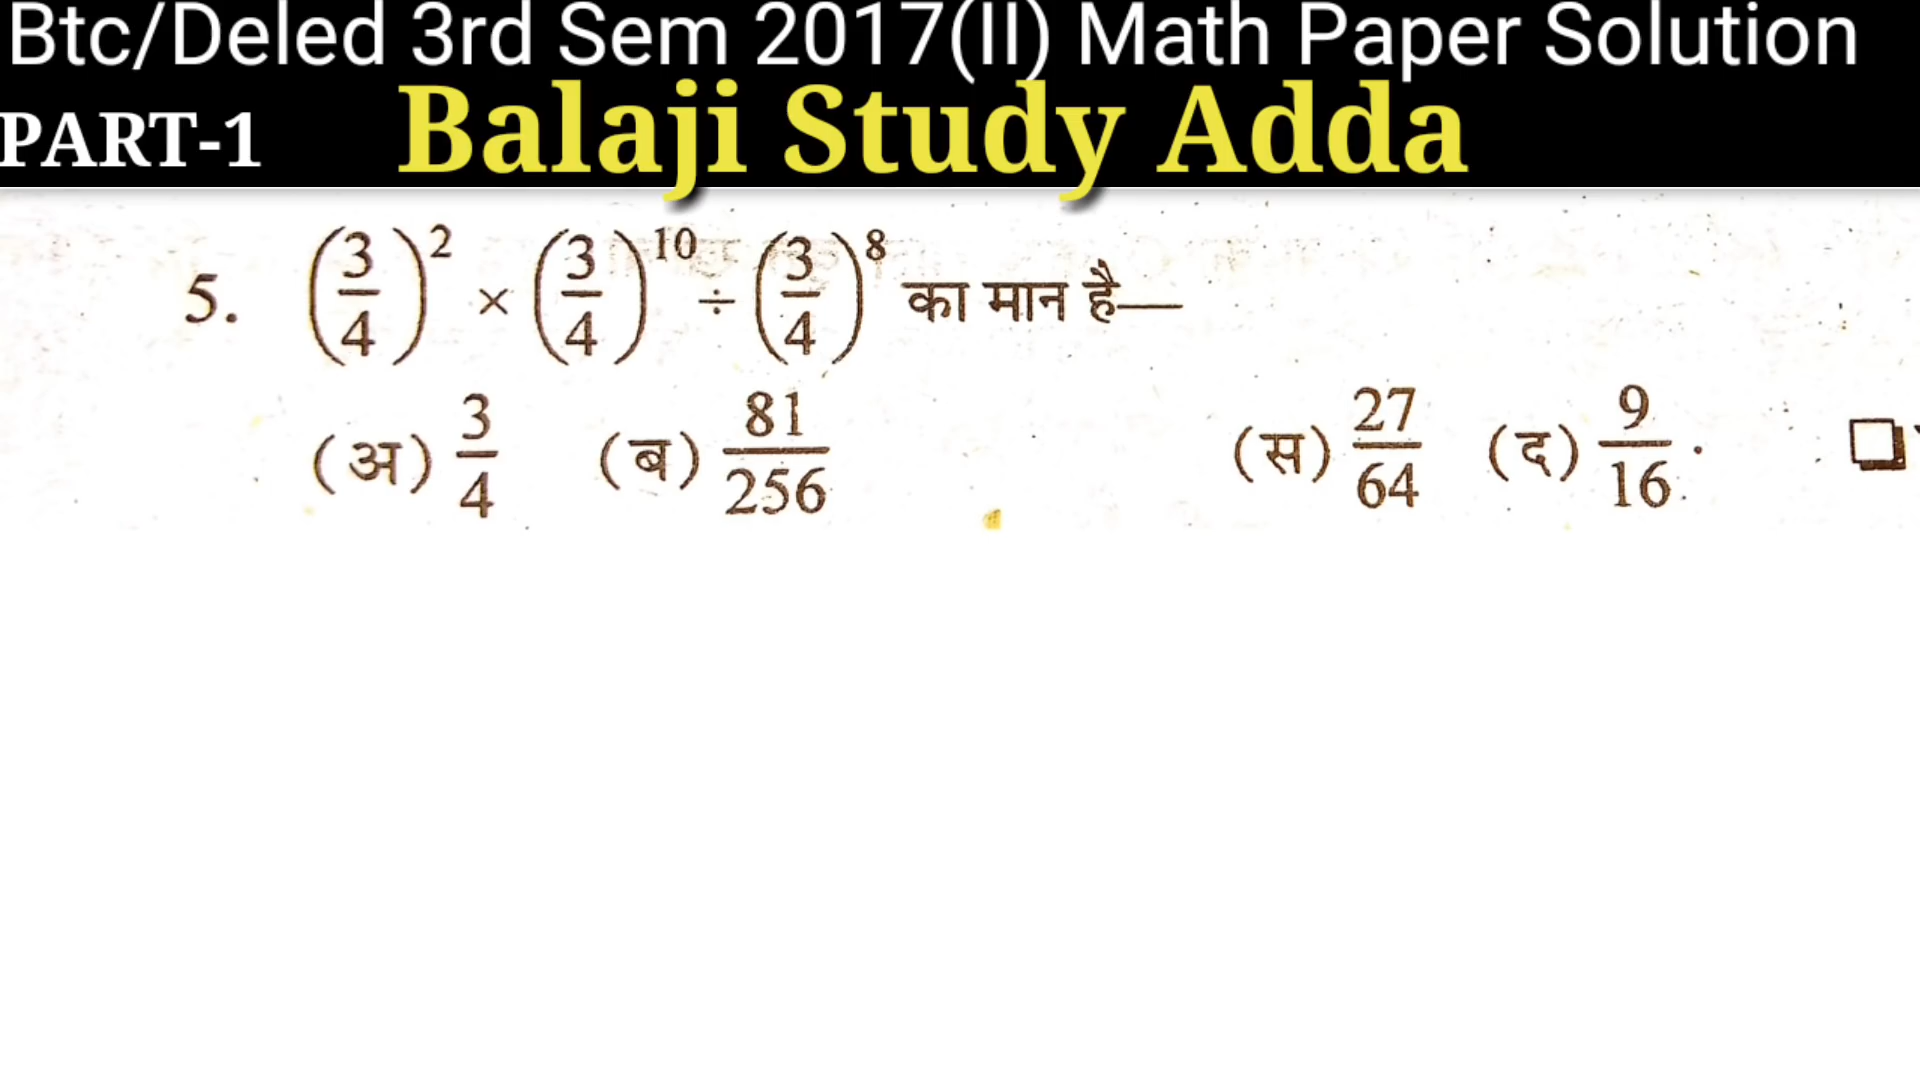 Btc/Deled 3rd Sem 2017(II) Math Paper Solution
PART-1 Balaji Study Adda
5. (3/4)² × (3/4)¹⁰ ÷ (3/4)⁸ का मान है—
(अ) 3/4 (ब) 81/256 (स) 27/64 (द) 9/16